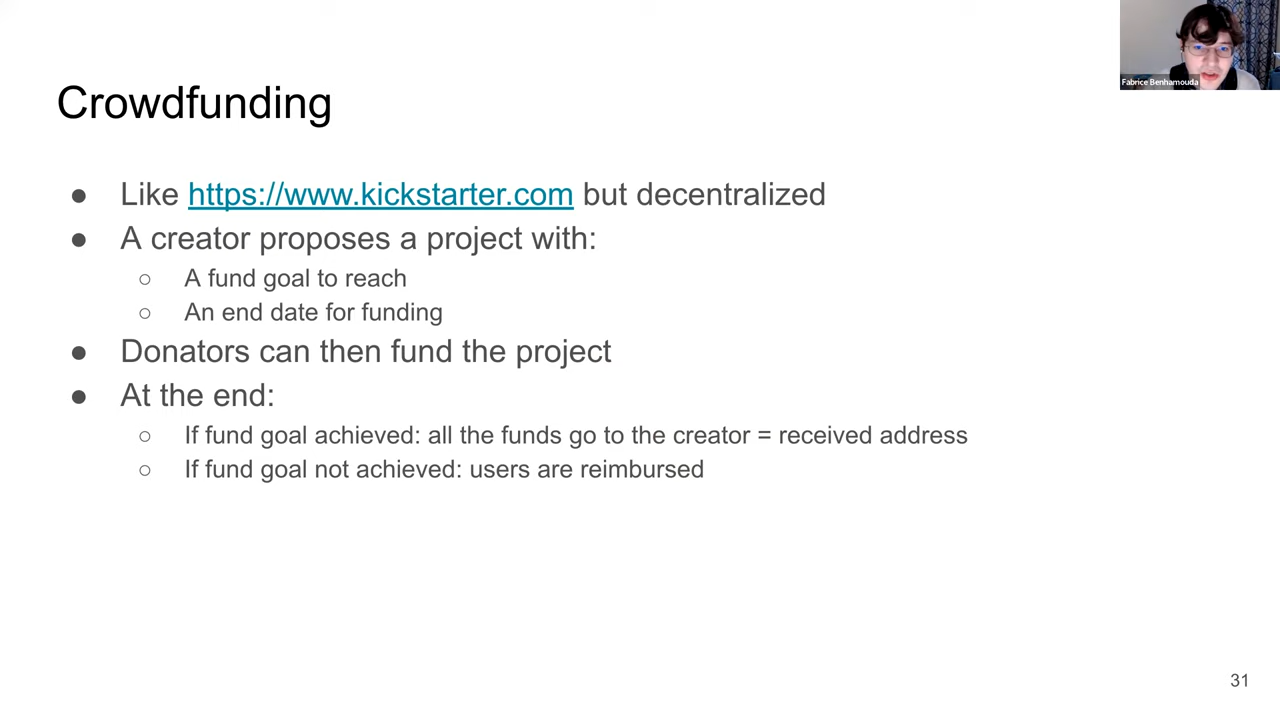 Fabrice Benhamouda
Crowdfunding
● Like https://www.kickstarter.com but decentralized
● A creator proposes a project with:
○ A fund goal to reach
○ An end date for funding
● Donators can then fund the project
● At the end:
○ If fund goal achieved: all the funds go to the creator = received address
○ If fund goal not achieved: users are reimbursed
31